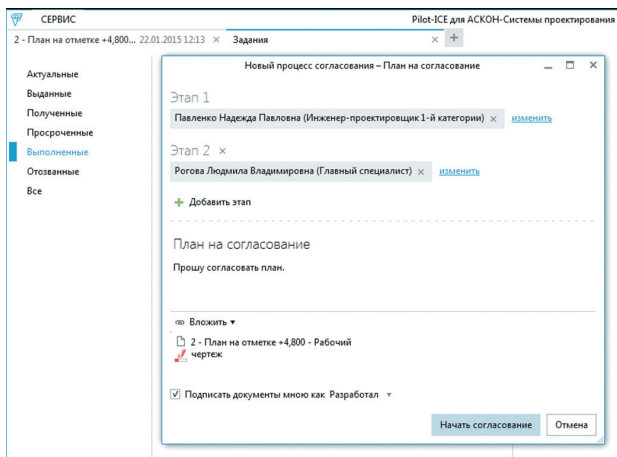 СЕРВИС
Pilot-ICE для АСКОН-Системы проектирования
2 - План на отметке +4,800... 22.01.2015 12:13 ×
Задания ×
+
Актуальные
Выданные
Полученные
Просроченные
Выполненные
Отозванные
Все
Новый процесс согласования – План на согласование
Этап 1
Павленко Надежда Павловна (Инженер-проектировщик 1-й категории) × изменить
Этап 2 ×
Рогова Людмила Владимировна (Главный специалист) × изменить
+ Добавить этап
План на согласование
Прошу согласовать план.
Вложить
2 - План на отметке +4,800 - Рабочий
чертеж
Подписать документы мною как Разработал
Начать согласование
Отмена